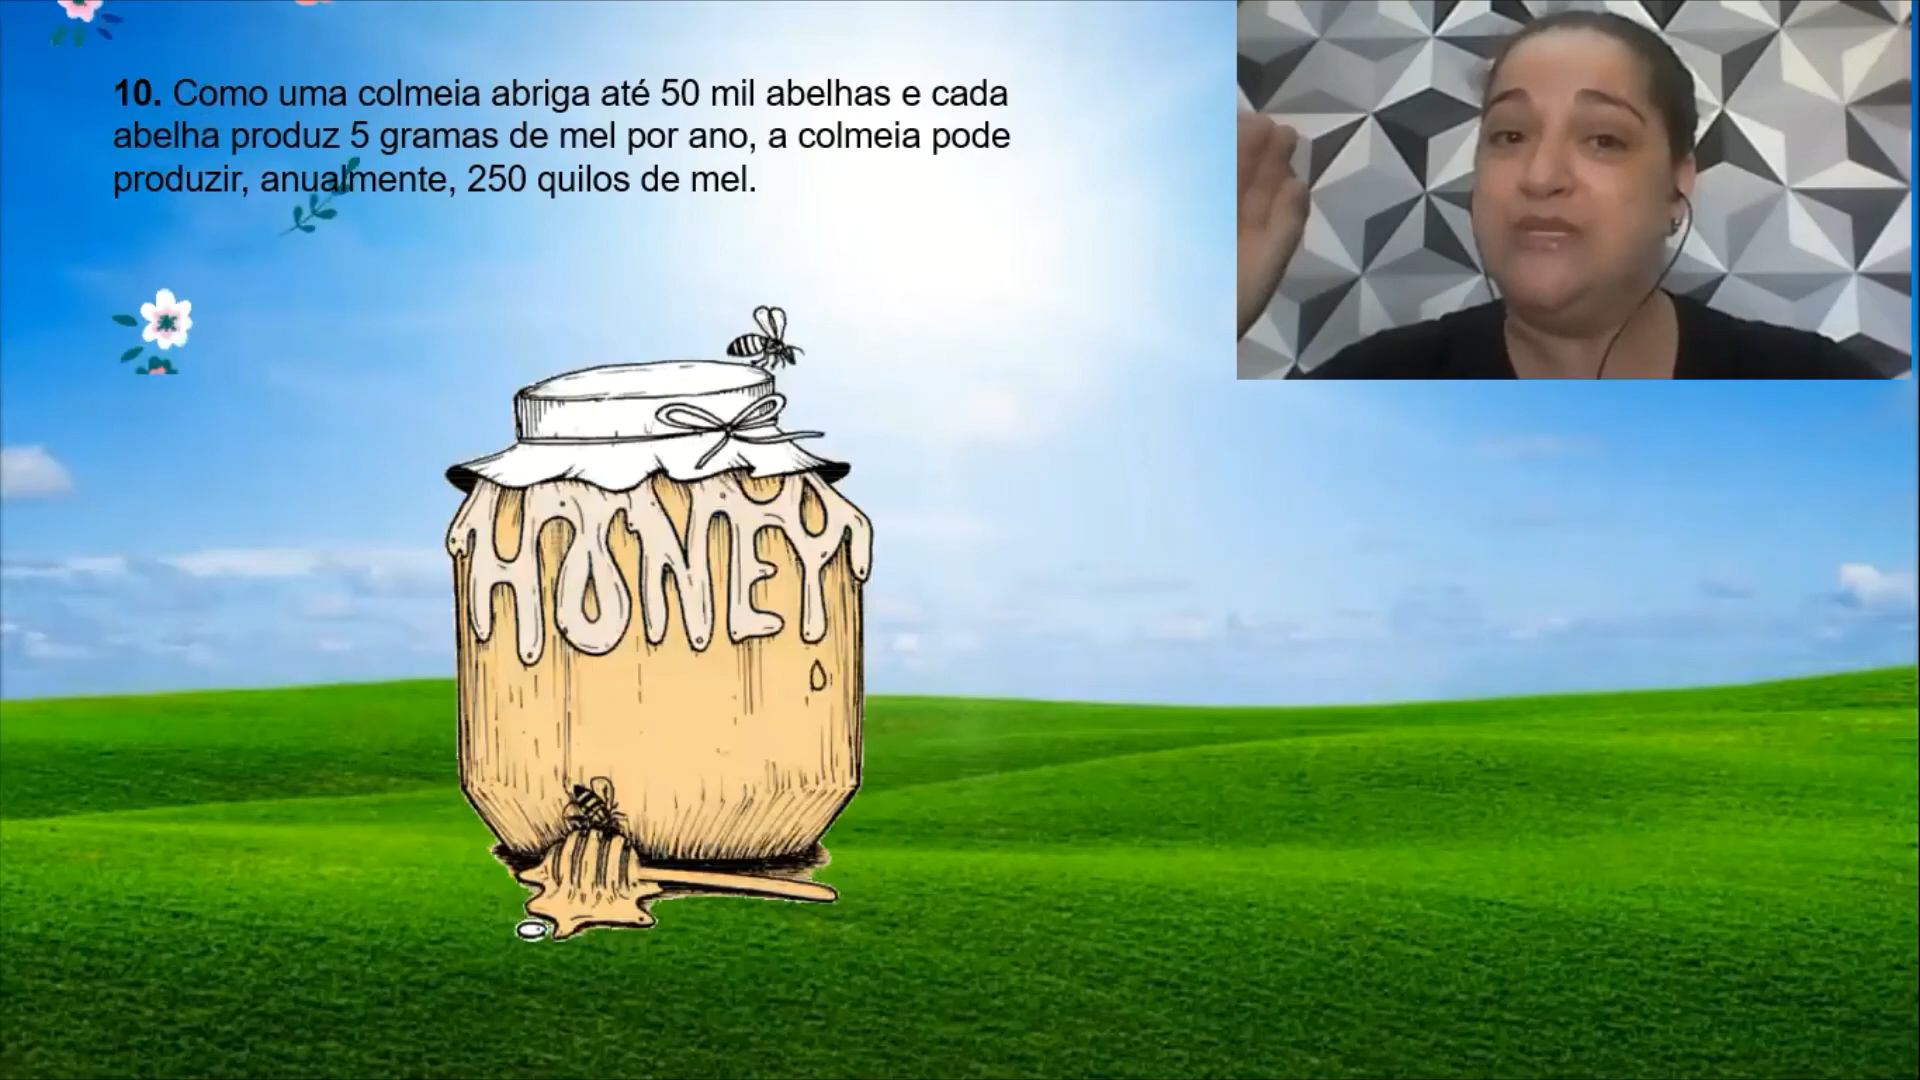 10. Como uma colmeia abriga até 50 mil abelhas e cada
abelha produz 5 gramas de mel por ano, a colmeia pode
produzir, anualmente, 250 quilos de mel.
HONEY